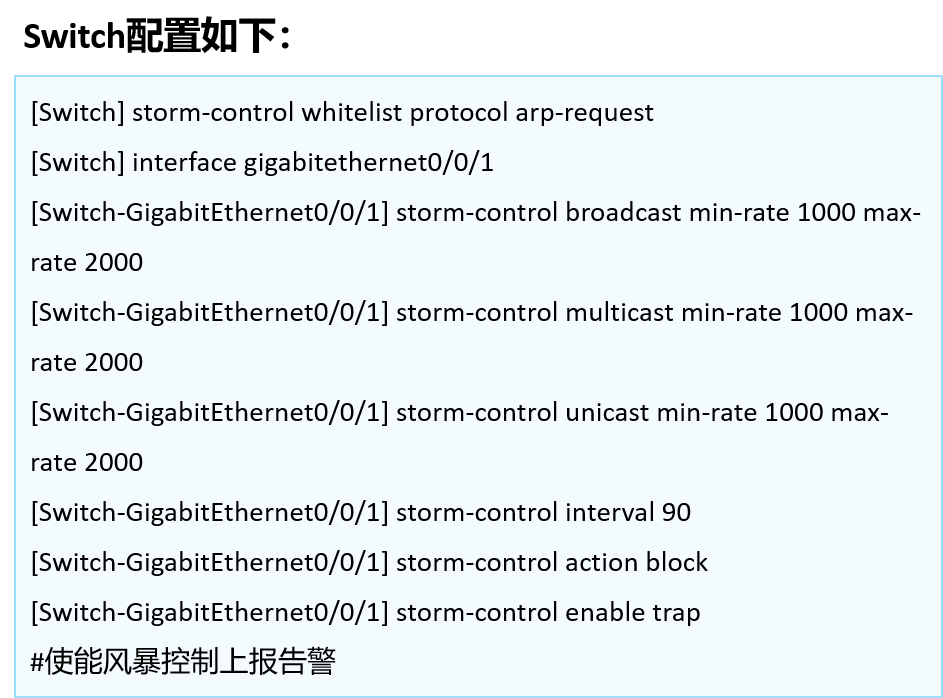 Switch配置如下：
[Switch] storm-control whitelist protocol arp-request
[Switch] interface gigabitethernet0/0/1
[Switch-GigabitEthernet0/0/1] storm-control broadcast min-rate 1000 max-
rate 2000
[Switch-GigabitEthernet0/0/1] storm-control multicast min-rate 1000 max-
rate 2000
[Switch-GigabitEthernet0/0/1] storm-control unicast min-rate 1000 max-
rate 2000
[Switch-GigabitEthernet0/0/1] storm-control interval 90
[Switch-GigabitEthernet0/0/1] storm-control action block
[Switch-GigabitEthernet0/0/1] storm-control enable trap
#使能风暴控制上报告警